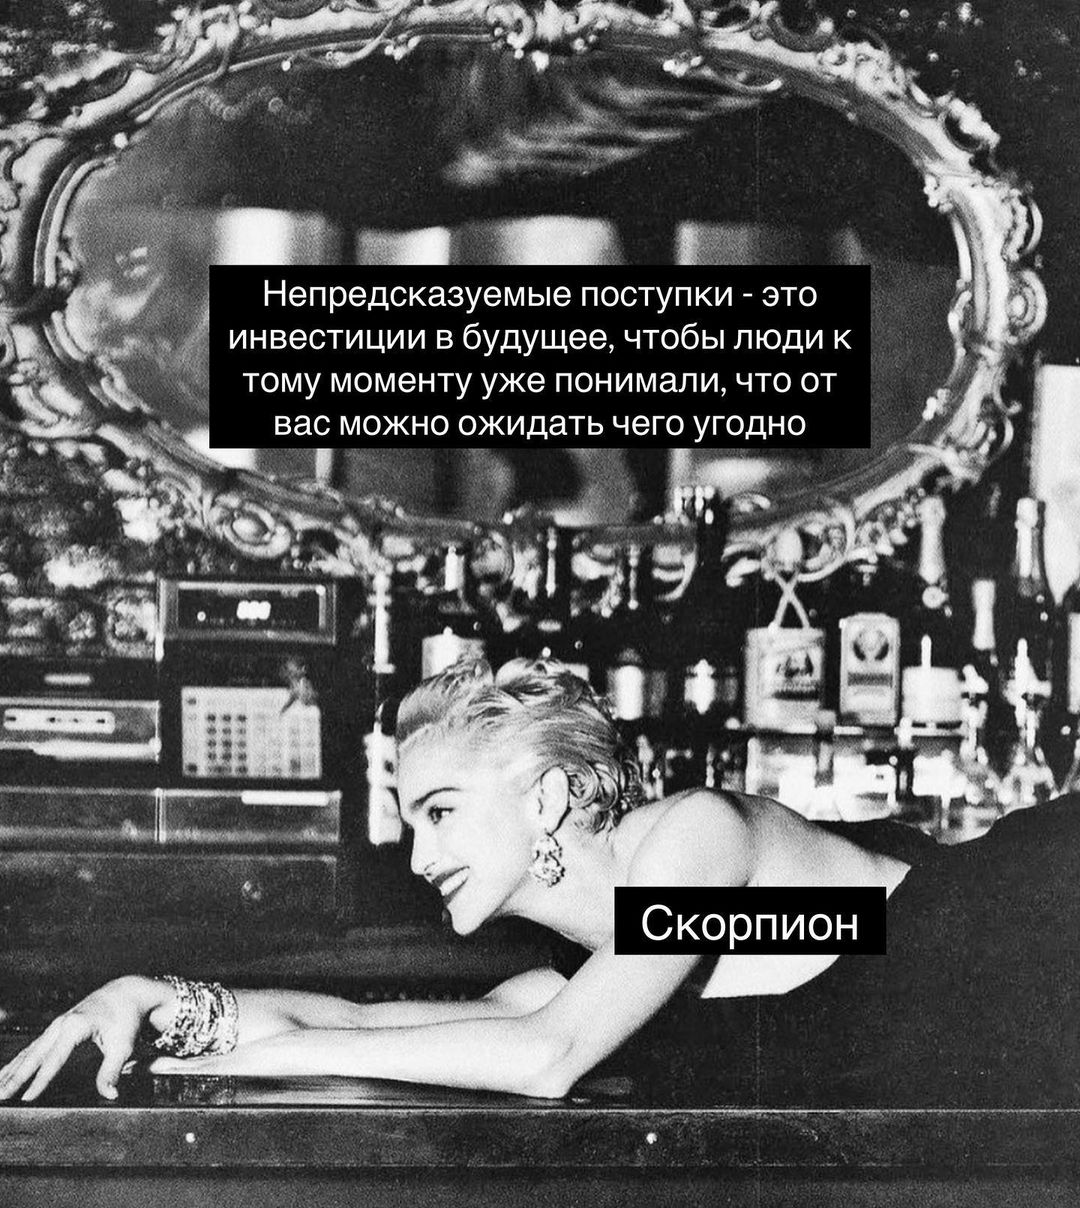 Непредсказуемые поступки - это
инвестиции в будущее, чтобы люди к
тому моменту уже понимали, что от
вас можно ожидать чего угодно
Скорпион